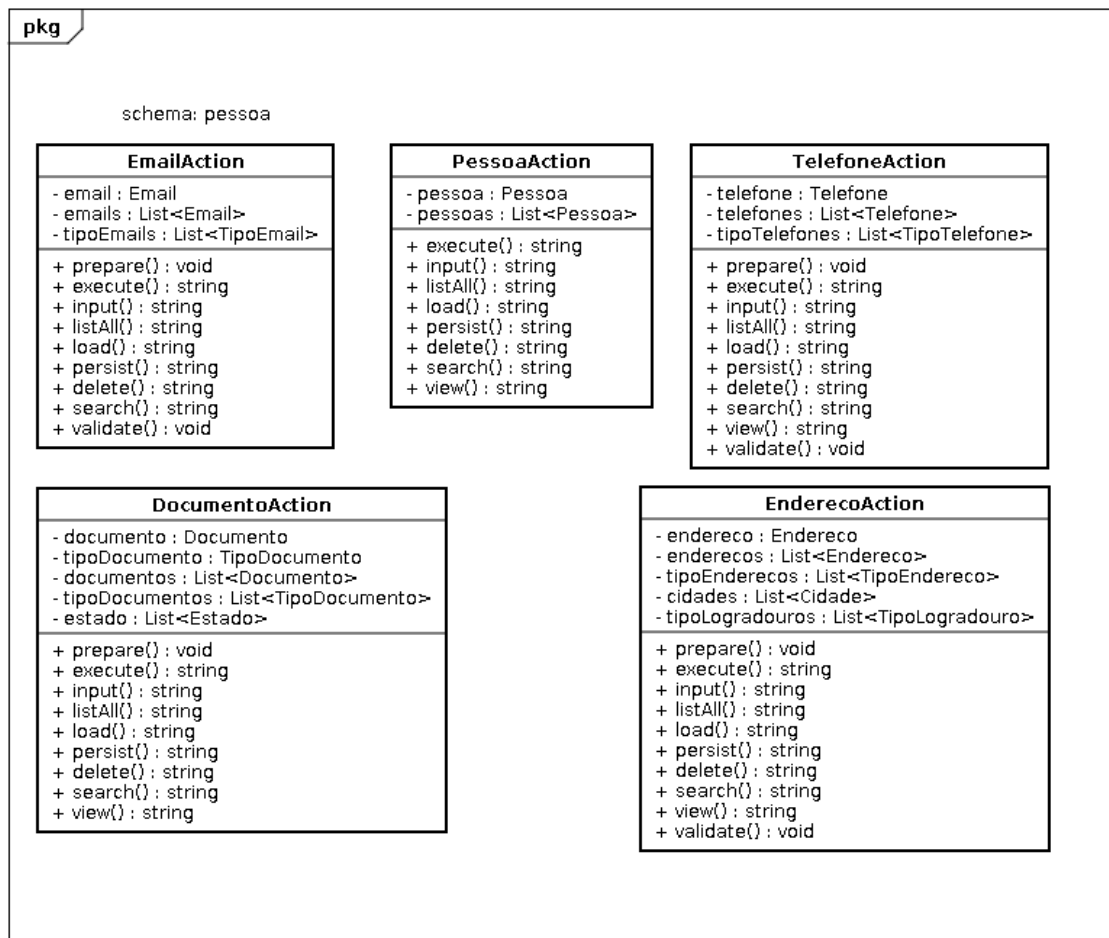 pkg
schema: pessoa
EmailAction
- email : Email
- emails : List<Email>
- tipoEmails : List<TipoEmail>
+ prepare() : void
+ execute() : string
+ input() : string
+ listAll() : string
+ load() : string
+ persist() : string
+ delete() : string
+ search() : string
+ validate() : void
PessoaAction
- pessoa : Pessoa
- pessoas : List<Pessoa>
+ execute() : string
+ input() : string
+ listAll() : string
+ load() : string
+ persist() : string
+ delete() : string
+ search() : string
+ view() : string
TelefoneAction
- telefone : Telefone
- telefones : List<Telefone>
- tipoTelefones : List<TipoTelefone>
+ prepare() : void
+ execute() : string
+ input() : string
+ listAll() : string
+ load() : string
+ persist() : string
+ delete() : string
+ search() : string
+ view() : string
+ validate() : void
DocumentoAction
- documento : Documento
- tipoDocumento : TipoDocumento
- documentos : List<Documento>
- tipoDocumentos : List<TipoDocumento>
- estado : List<Estado>
+ prepare() : void
+ execute() : string
+ input() : string
+ listAll() : string
+ load() : string
+ persist() : string
+ delete() : string
+ search() : string
+ view() : string
EnderecoAction
- endereco : Endereco
- enderecos : List<Endereco>
- tipoEnderecos : List<TipoEndereco>
- cidades : List<Cidade>
- tipoLogradouros : List<TipoLogradouro>
+ prepare() : void
+ execute() : string
+ input() : string
+ listAll() : string
+ load() : string
+ persist() : string
+ delete() : string
+ search() : string
+ view() : string
+ validate() : void